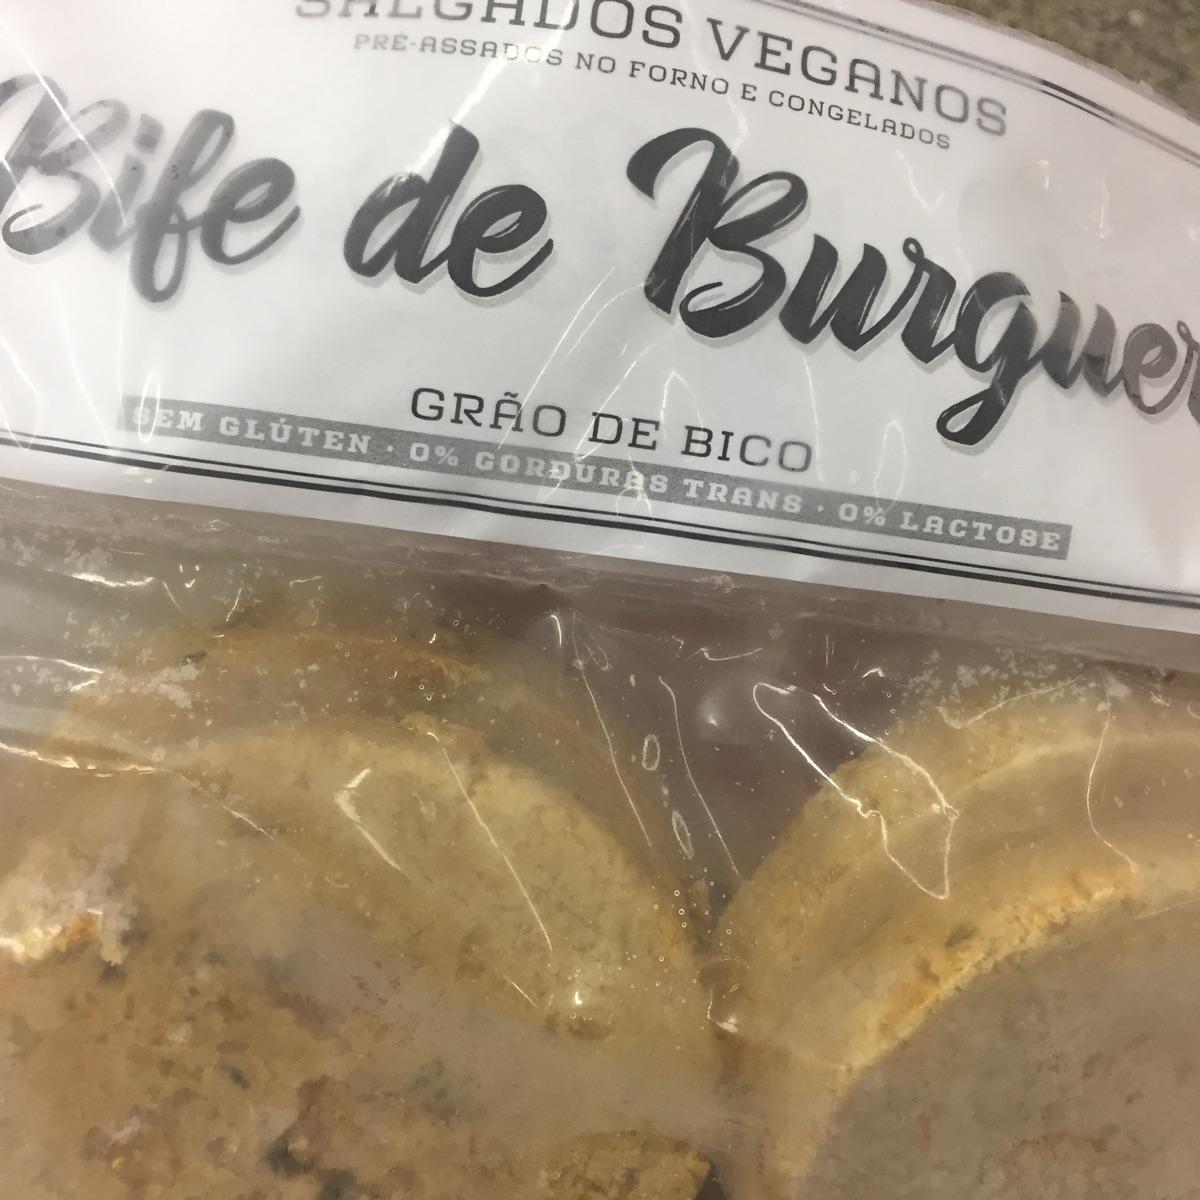 SALGADOS VEGANOS
PRÉ-ASSADOS NO FORNO E CONGELADOS
Bife de Burguer
GRÃO DE BICO
SEM GLÚTEN · 0% GORDURAS TRANS · 0% LACTOSE